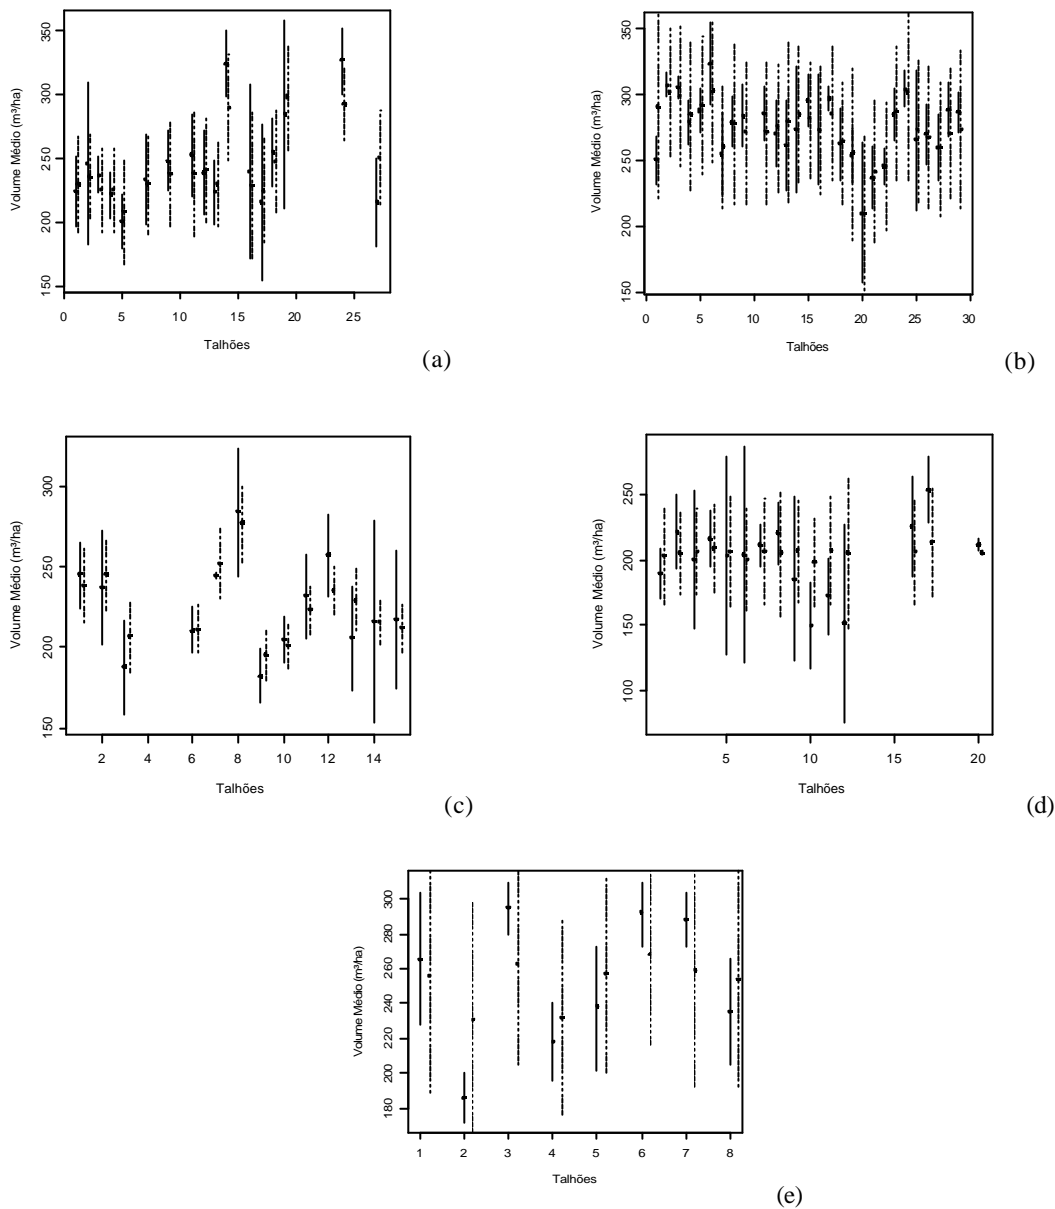 Volume Médio (m³/ha)
350
300
250
200
150
0 5 10 15 20 25
Talhões
(a)
Volume Médio (m³/ha)
350
300
250
200
150
0 5 10 15 20 25 30
Talhões
(b)
Volume Médio (m³/ha)
300
250
200
150
2 4 6 8 10 12 14
Talhões
(c)
Volume Médio (m³/ha)
250
200
150
100
5 10 15 20
Talhões
(d)
Volume Médio (m³/ha)
300
280
260
240
220
200
180
1 2 3 4 5 6 7 8
Talhões
(e)